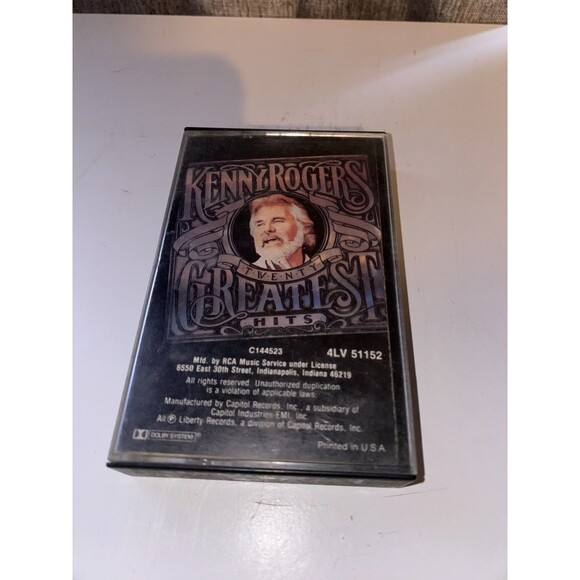 KENNY ROGERS
TWENTY
GREATEST
HITS
C144523 4LV 51152
Mfd. by RCA Music Service under License
6550 East 30th Street, Indianapolis, Indiana 46219
All rights reserved. Unauthorized duplication
is a violation of applicable laws.
Manufactured by Capitol Records, Inc., a subsidiary of
Capitol Industries-EMI, Inc.
All Ⓟ Liberty Records, a division of Capitol Records, Inc.
DOLBY SYSTEM®
Printed in U.S.A.